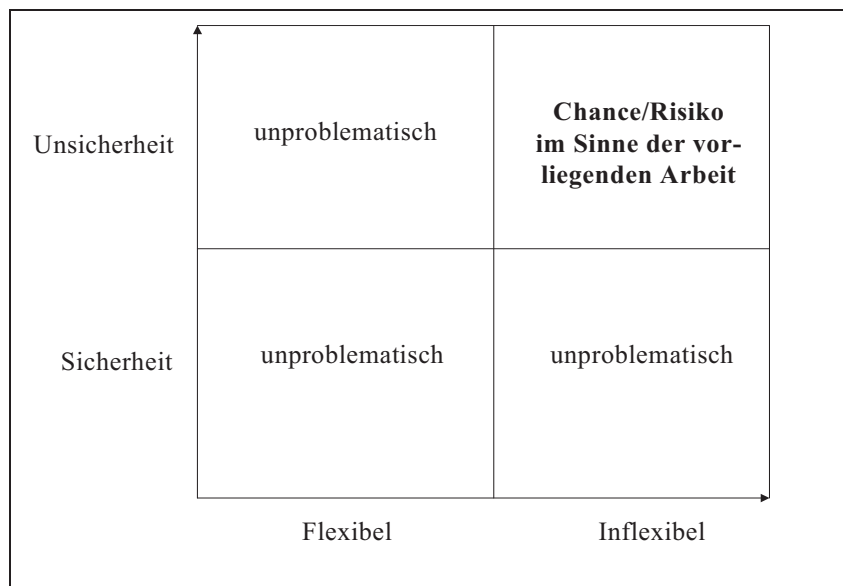 Unsicherheit
unproblematisch
Chance/Risiko
im Sinne der vor-
liegenden Arbeit
Sicherheit
unproblematisch
unproblematisch
Flexibel
Inflexibel